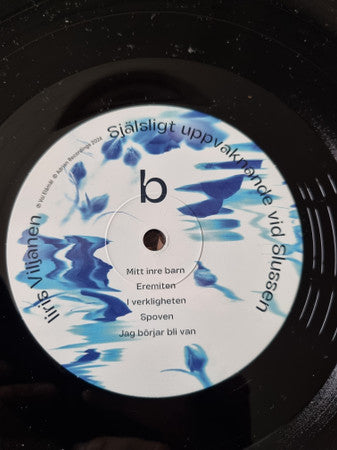 Iiris Viljanen
Själsligt uppvaknande vid Slussen
b
Mitt inre barn
Eremiten
I verkligheten
Spoven
Jag börjar bli van